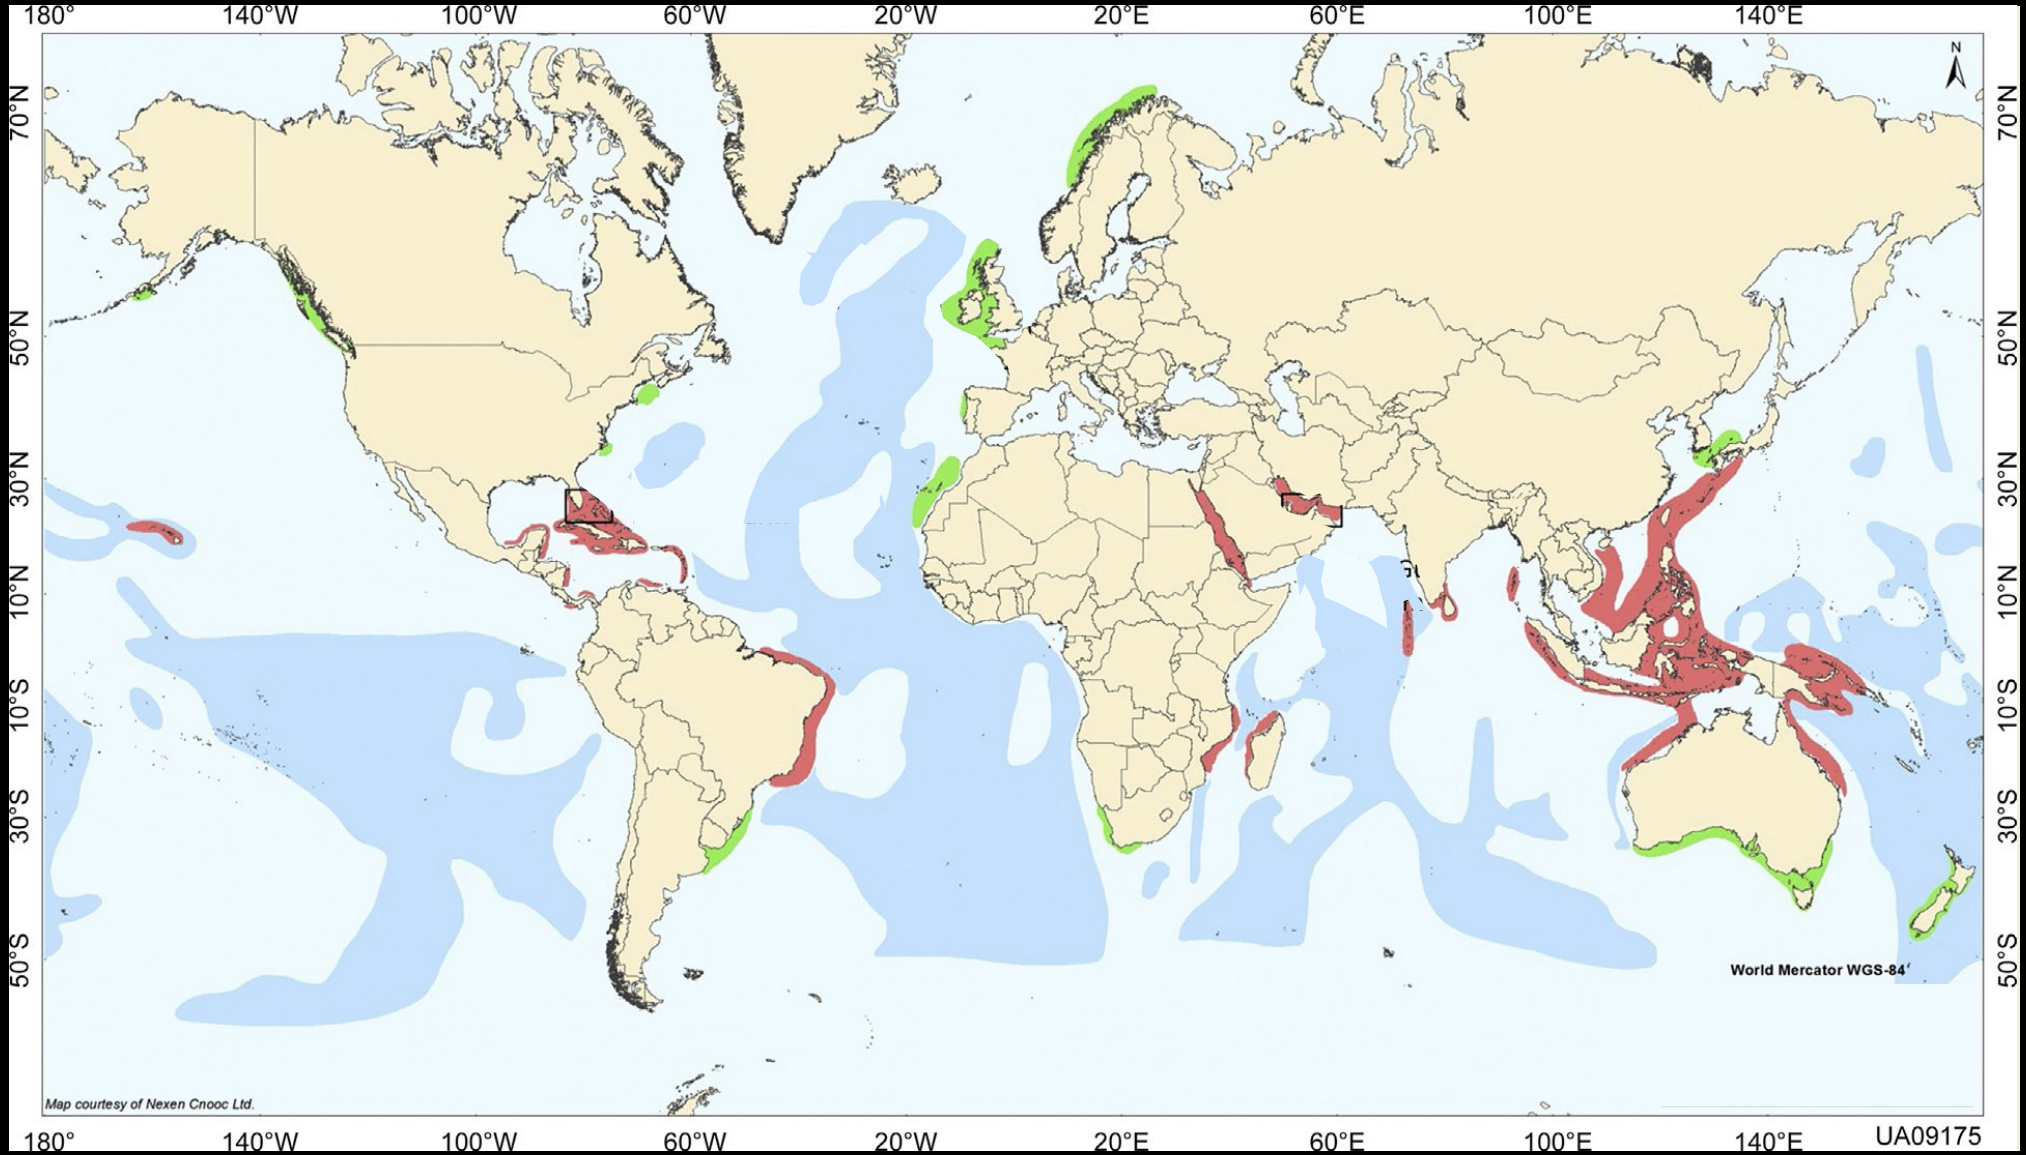 180° 140°W 100°W 60°W 20°W 20°E 60°E 100°E 140°E
N
70°N 70°N
50°N 50°N
30°N 30°N
10°N 10°N
10°S 10°S
30°S 30°S
50°S 50°S
World Mercator WGS-84
Map courtesy of Nexen Cnooc Ltd.
180° 140°W 100°W 60°W 20°W 20°E 60°E 100°E 140°E
UA09175